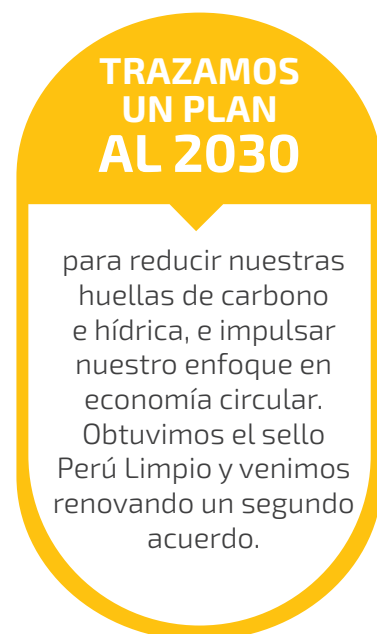 TRAZAMOS
UN PLAN
AL 2030
para reducir nuestras
huellas de carbono
e hídrica, e impulsar
nuestro enfoque en
economía circular.
Obtuvimos el sello
Perú Limpio y venimos
renovando un segundo
acuerdo.